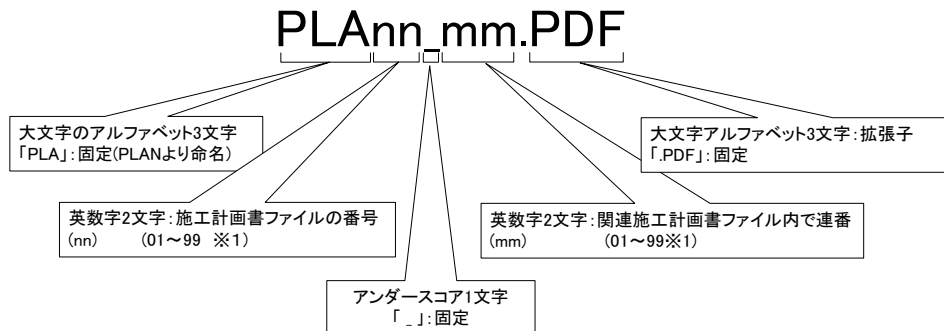 PLAnn_mm.PDF
大文字のアルファベット3文字
「PLA」:固定(PLANより命名)
大文字アルファベット3文字:拡張子
「.PDF」:固定
英数字2文字:施工計画書ファイルの番号
(nn) (01~99 ※1)
英数字2文字:関連施工計画書ファイル内で連番
(mm) (01~99※1)
アンダースコア1文字
「_」:固定